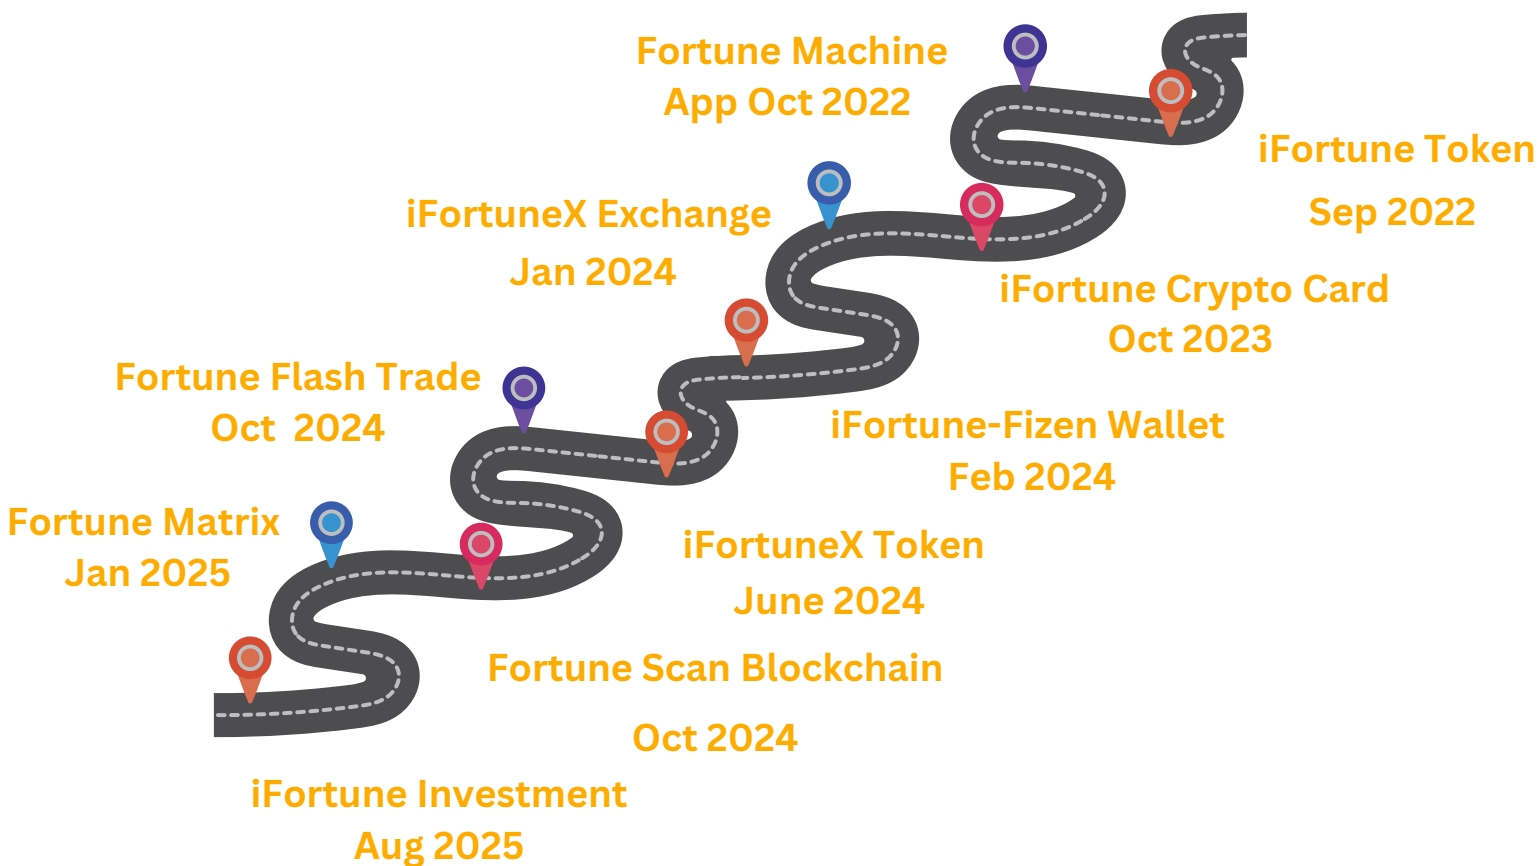 Fortune Machine
App Oct 2022
iFortune Token
Sep 2022
iFortuneX Exchange
Jan 2024
iFortune Crypto Card
Oct 2023
Fortune Flash Trade
Oct  2024
iFortune-Fizen Wallet
Feb 2024
Fortune Matrix
Jan 2025
iFortuneX Token
June 2024
Fortune Scan Blockchain
Oct 2024
iFortune Investment
Aug 2025